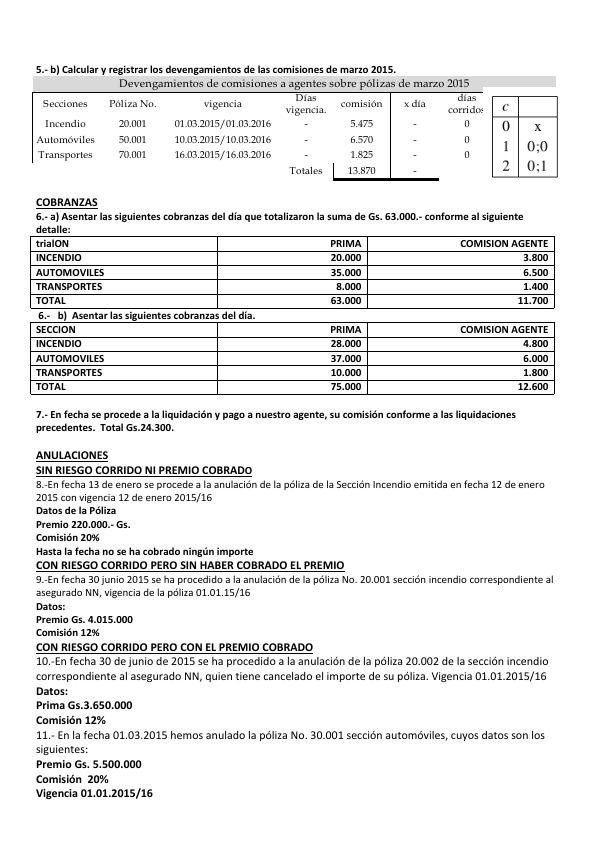 5.- b) Calcular y registrar los devengamientos de las comisiones de marzo 2015.
Devengamientos de comisiones a agentes sobre pólizas de marzo 2015
Secciones Póliza No. vigencia Días vigencia. comisión x día días corridos
Incendio 20.001 01.03.2015/01.03.2016 - 5.475 - 0
Automóviles 50.001 10.03.2015/10.03.2016 - 6.570 - 0
Transportes 70.001 16.03.2015/16.03.2016 - 1.825 - 0
Totales 13.870 -
c
0 x
1 0;0
2 0;1
COBRANZAS
6.- a) Asentar las siguientes cobranzas del día que totalizaron la suma de Gs. 63.000.- conforme al siguiente
detalle:
trialON PRIMA COMISION AGENTE
INCENDIO 20.000 3.800
AUTOMOVILES 35.000 6.500
TRANSPORTES 8.000 1.400
TOTAL 63.000 11.700
6.- b) Asentar las siguientes cobranzas del día.
SECCION PRIMA COMISION AGENTE
INCENDIO 28.000 4.800
AUTOMOVILES 37.000 6.000
TRANSPORTES 10.000 1.800
TOTAL 75.000 12.600
7.- En fecha se procede a la liquidación y pago a nuestro agente, su comisión conforme a las liquidaciones
precedentes. Total Gs.24.300.
ANULACIONES
SIN RIESGO CORRIDO NI PREMIO COBRADO
8.-En fecha 13 de enero se procede a la anulación de la póliza de la Sección Incendio emitida en fecha 12 de enero
2015 con vigencia 12 de enero 2015/16
Datos de la Póliza
Premio 220.000.- Gs.
Comisión 20%
Hasta la fecha no se ha cobrado ningún importe
CON RIESGO CORRIDO PERO SIN HABER COBRADO EL PREMIO
9.-En fecha 30 junio 2015 se ha procedido a la anulación de la póliza No. 20.001 sección incendio correspondiente al
asegurado NN, vigencia de la póliza 01.01.15/16
Datos:
Premio Gs. 4.015.000
Comisión 12%
CON RIESGO CORRIDO PERO CON EL PREMIO COBRADO
10.-En fecha 30 de junio de 2015 se ha procedido a la anulación de la póliza 20.002 de la sección incendio
correspondiente al asegurado NN, quien tiene cancelado el importe de su póliza. Vigencia 01.01.2015/16
Datos:
Prima Gs.3.650.000
Comisión 12%
11.- En la fecha 01.03.2015 hemos anulado la póliza No. 30.001 sección automóviles, cuyos datos son los
siguientes:
Premio Gs. 5.500.000
Comisión 20%
Vigencia 01.01.2015/16